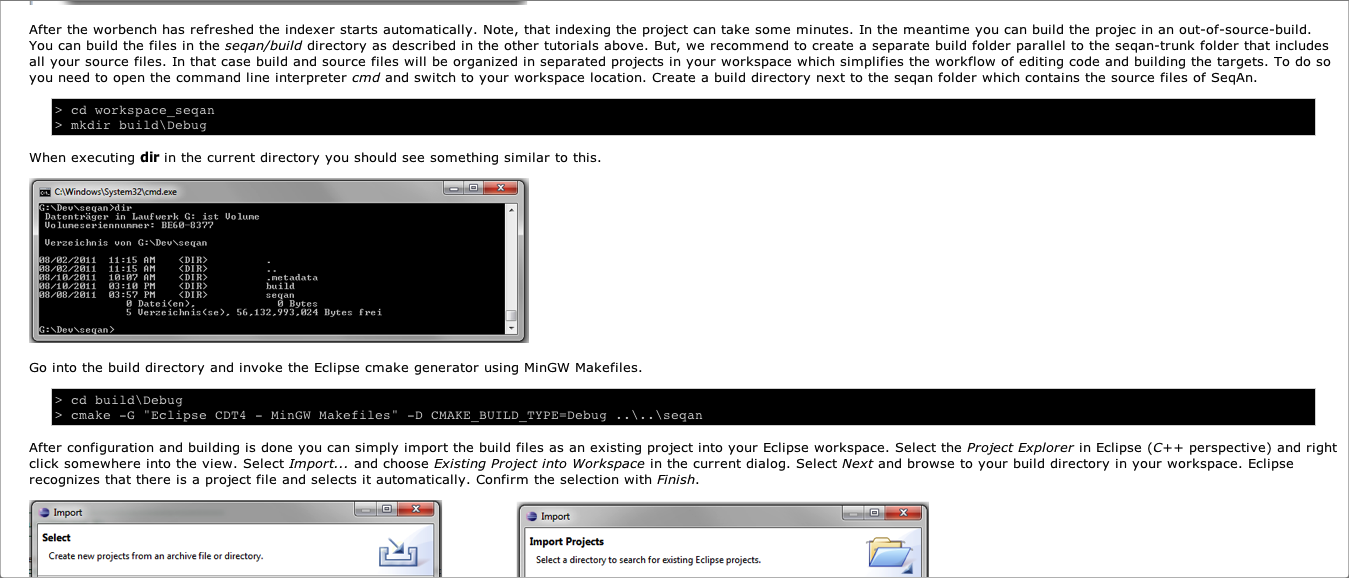 After the worbench has refreshed the indexer starts automatically. Note, that indexing the project can take some minutes. In the meantime you can build the projec in an out-of-source-build.
You can build the files in the seqan/build directory as described in the other tutorials above. But, we recommend to create a separate build folder parallel to the seqan-trunk folder that includes
all your source files. In that case build and source files will be organized in separated projects in your workspace which simplifies the workflow of editing code and building the targets. To do so
you need to open the command line interpreter cmd and switch to your workspace location. Create a build directory next to the seqan folder which contains the source files of SeqAn.
> cd workspace_seqan
> mkdir build\Debug
When executing dir in the current directory you should see something similar to this.
C:\Windows\System32\cmd.exe
G:\Dev\seqan>dir
Datenträger in Laufwerk G: ist Volume
Volumeseriennummer: BE60-8377
Verzeichnis von G:\Dev\seqan
08/02/2011 11:15 AM <DIR> .
08/02/2011 11:15 AM <DIR> ..
08/10/2011 10:07 AM <DIR> .metadata
08/10/2011 03:10 PM <DIR> build
08/08/2011 03:57 PM <DIR> seqan
0 Datei(en), 0 Bytes
5 Verzeichnis(se), 56,132,993,024 Bytes frei
G:\Dev\seqan>
Go into the build directory and invoke the Eclipse cmake generator using MinGW Makefiles.
> cd build\Debug
> cmake -G "Eclipse CDT4 - MinGW Makefiles" -D CMAKE_BUILD_TYPE=Debug ..\..\seqan
After configuration and building is done you can simply import the build files as an existing project into your Eclipse workspace. Select the Project Explorer in Eclipse (C++ perspective) and right
click somewhere into the view. Select Import... and choose Existing Project into Workspace in the current dialog. Select Next and browse to your build directory in your workspace. Eclipse
recognizes that there is a project file and selects it automatically. Confirm the selection with Finish.
Import
Select
Create new projects from an archive file or directory.
Import
Import Projects
Select a directory to search for existing Eclipse projects.